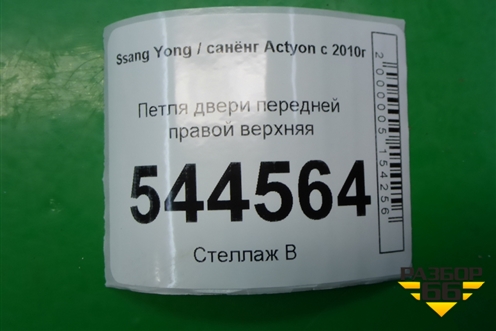 Ssang Yong / санёнг Actyon с 2010г
Петля двери передней
правой верхняя
544564
Стеллаж В
2000005154256
РАЗБОР
66